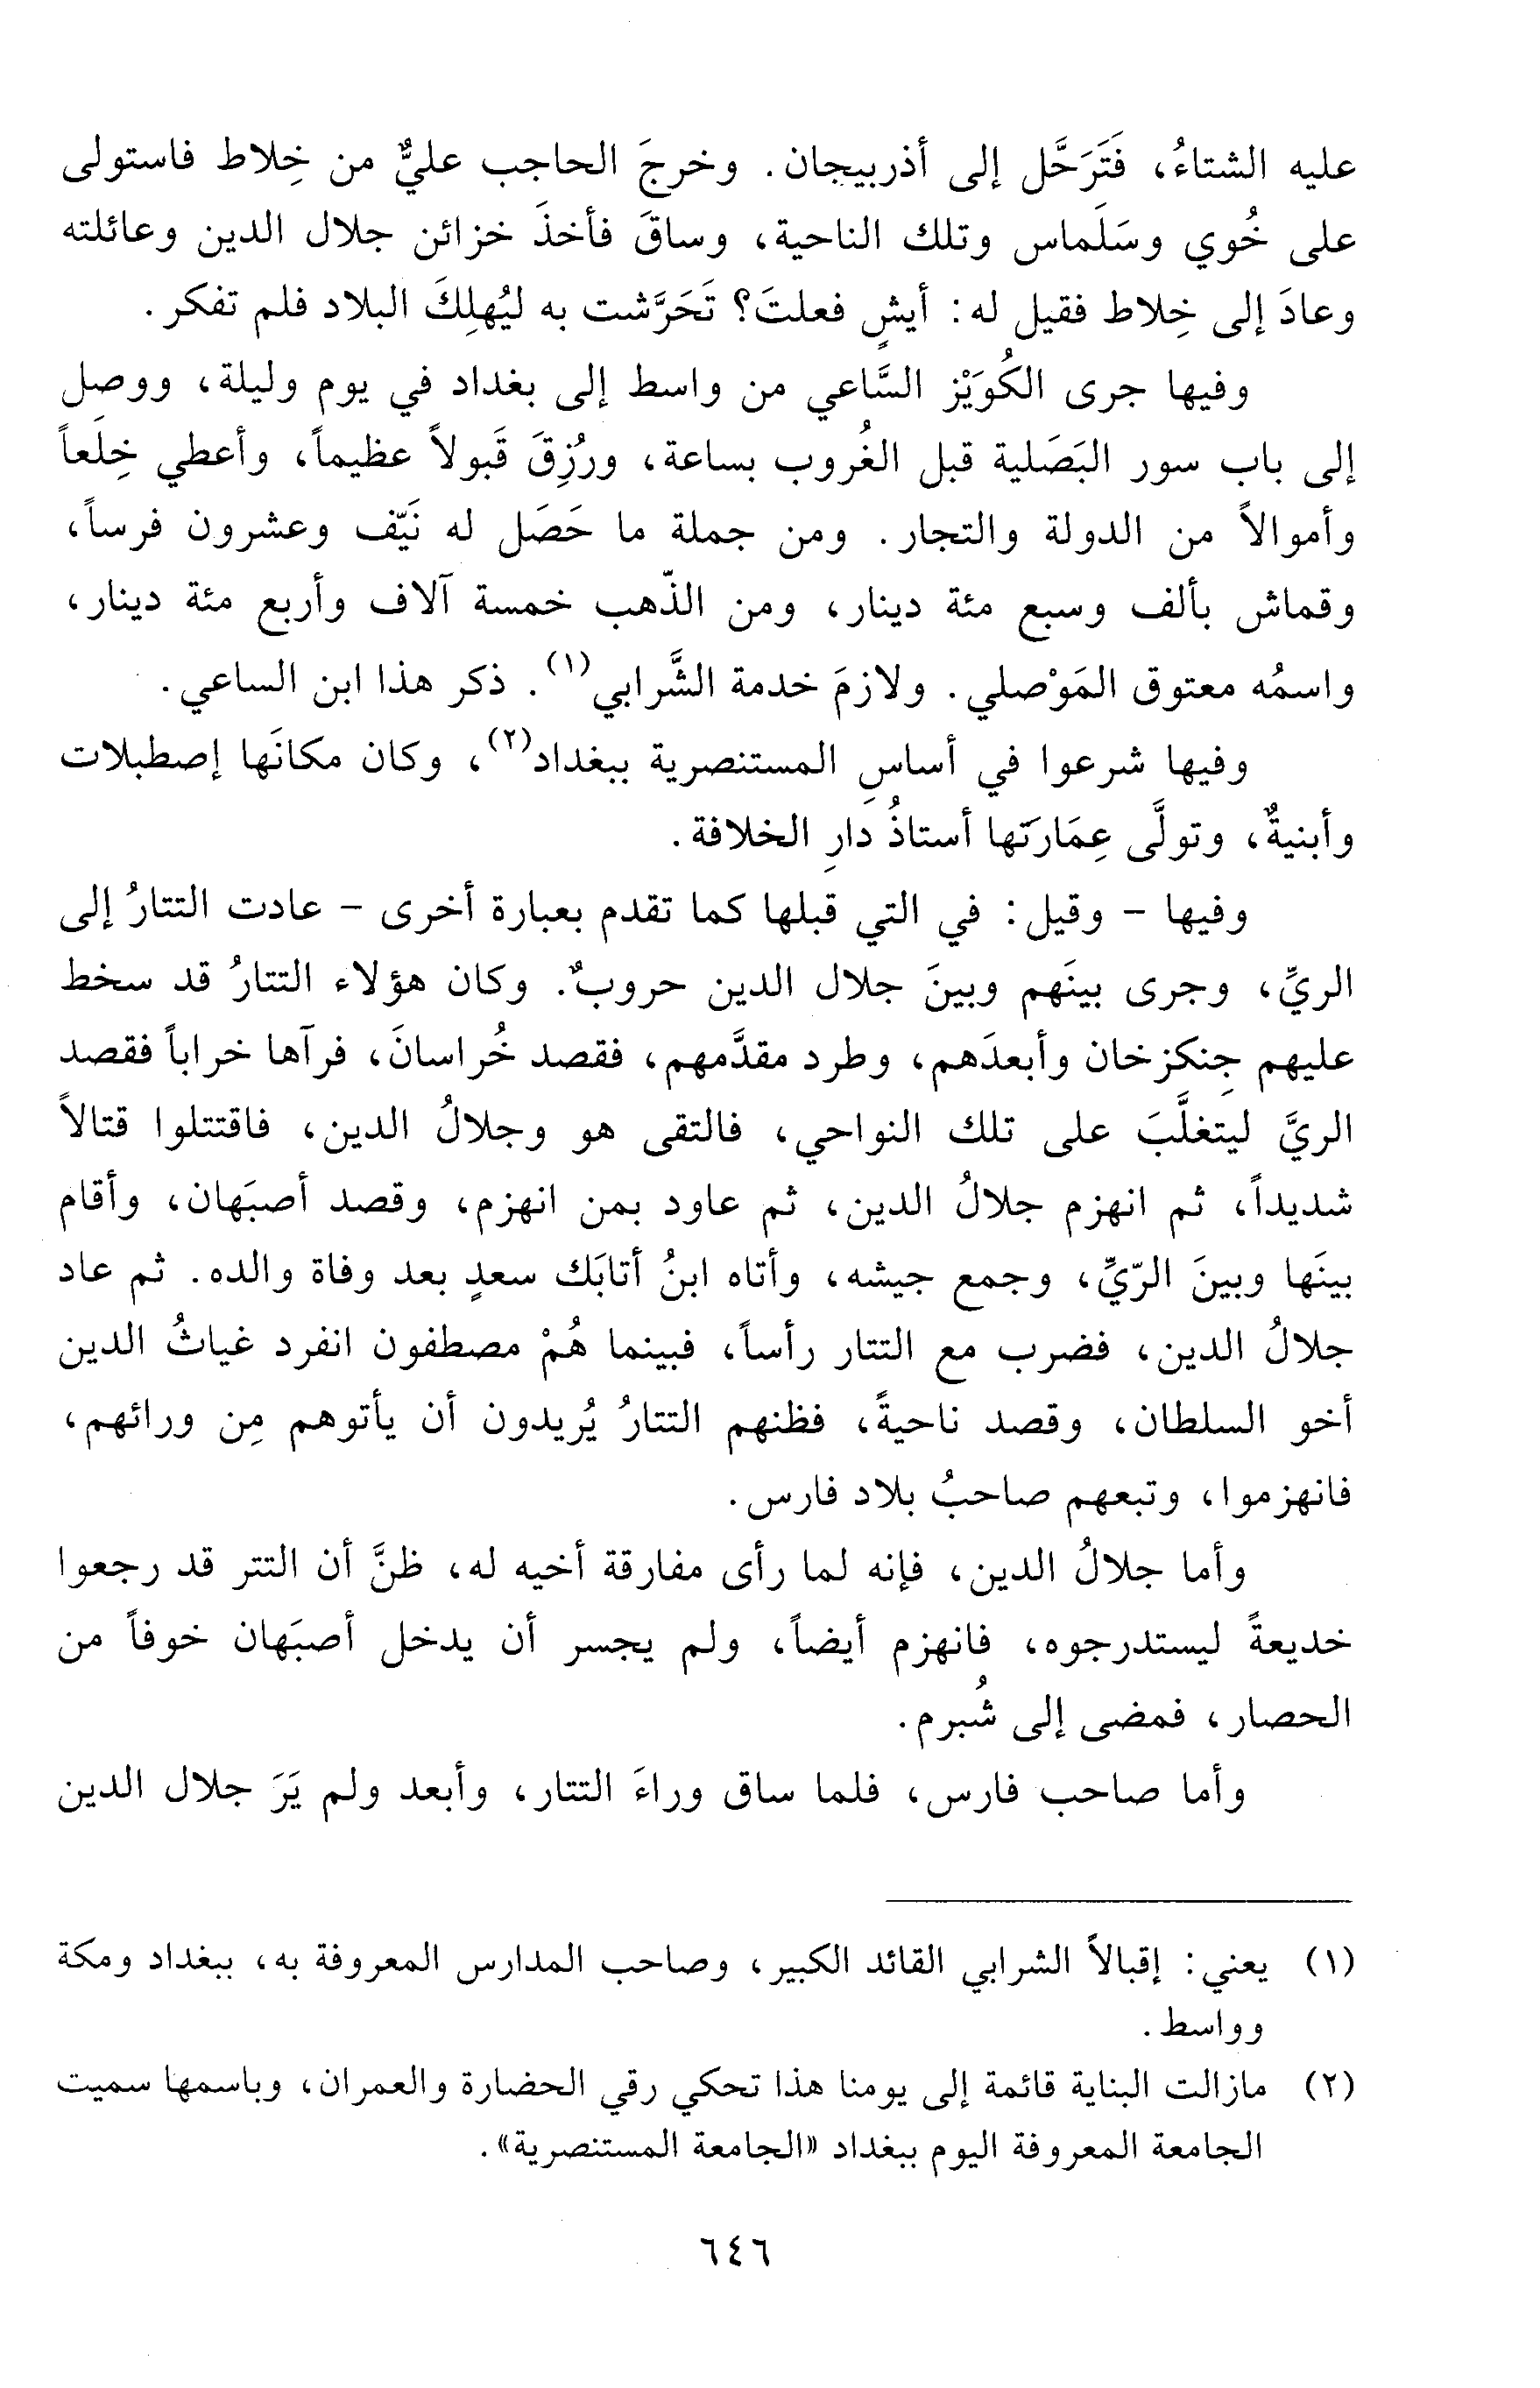 عليه الشتاءُ، فَتَرَحَّل إلى أذربيجان. وخرجَ الحاجب عليٌّ من خِلاط فاستولى
على خُوي وسَلَماس وتلك الناحية، وساقَ فأخذَ خزائن جلال الدين وعائلته
وعادَ إلى خِلاط فقيل له: أيشٍ فعلتَ؟ تَحَرَّشت به ليُهلِكَ البلاد فلم تفكر.
وفيها جرى الكُوَيْز السَّاعي من واسط إلى بغداد في يوم وليلة، ووصل
إلى باب سور البَصَلية قبل الغُروب بساعة، ورُزِقَ قَبولاً عظيماً، وأعطي خِلَعاً
وأموالاً من الدولة والتجار. ومن جملة ما حَصَل له نَيّف وعشرون فرساً،
وقماش بألف وسبع مئة دينار، ومن الذّهب خمسة آلاف وأربع مئة دينار،
واسمُه معتوق المَوْصلي. ولازمَ خدمة الشَّرابي(١). ذكر هذا ابن الساعي.
وفيها شرعوا في أساسِ المستنصرية ببغداد(٢)، وكان مكانَها إصطبلات
وأبنيةٌ، وتولَّى عِمَارَتها أستاذُ دارِ الخلافة.
وفيها - وقيل: في التي قبلها كما تقدم بعبارة أخرى - عادت التتارُ إلى
الريِّ، وجرى بينَهم وبينَ جلال الدين حروبٌ. وكان هؤلاء التتارُ قد سخط
عليهم جِنكزخان وأبعدَهم، وطرد مقدَّمهم، فقصد خُراسانَ، فرآها خراباً فقصد
الريَّ ليتغلَّبَ على تلك النواحي، فالتقى هو وجلالُ الدين، فاقتتلوا قتالاً
شديداً، ثم انهزم جلالُ الدين، ثم عاود بمن انهزم، وقصد أصبَهان، وأقام
بينَها وبينَ الرّيِّ، وجمع جيشه، وأتاه ابنُ أتابَك سعدٍ بعد وفاة والده. ثم عاد
جلالُ الدين، فضرب مع التتار رأساً، فبينما هُمْ مصطفون انفرد غياثُ الدين
أخو السلطان، وقصد ناحيةً، فظنهم التتارُ يُريدون أن يأتوهم مِن ورائهم،
فانهزموا، وتبعهم صاحبُ بلاد فارس.
وأما جلالُ الدين، فإنه لما رأى مفارقة أخيه له، ظنَّ أن التتر قد رجعوا
خديعةً ليستدرجوه، فانهزم أيضاً، ولم يجسر أن يدخل أصبَهان خوفاً من
الحصار، فمضى إلى شُبرم.
وأما صاحب فارس، فلما ساق وراءَ التتار، وأبعد ولم يَرَ جلال الدين
(١) يعني: إقبالاً الشرابي القائد الكبير، وصاحب المدارس المعروفة به، ببغداد ومكة
وواسط.
(٢) مازالت البناية قائمة إلى يومنا هذا تحكي رقي الحضارة والعمران، وباسمها سميت
الجامعة المعروفة اليوم ببغداد «الجامعة المستنصرية».
٦٤٦